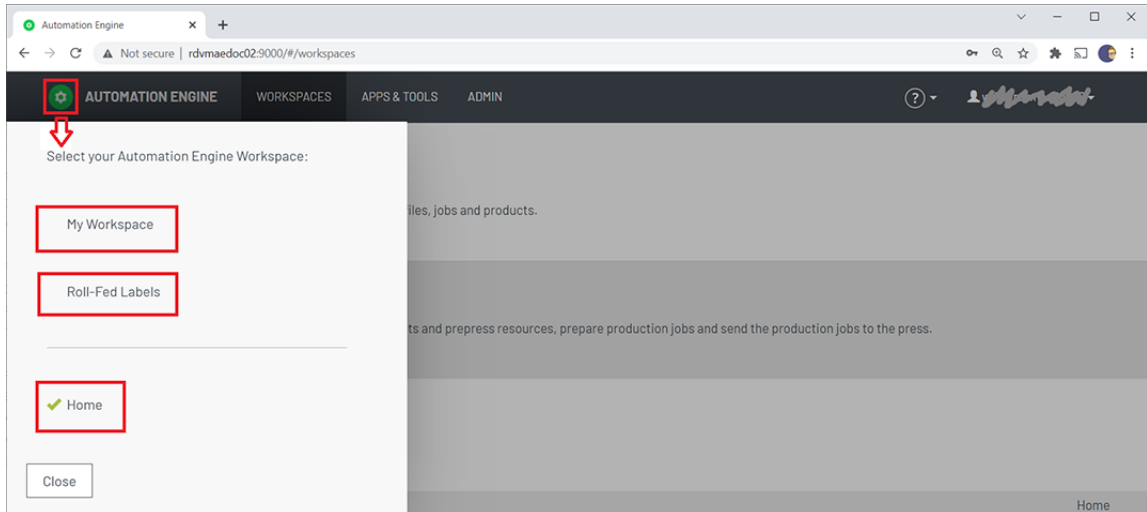 Automation Engine
Not secure | rdvmaedoc02:9000/#/workspaces
AUTOMATION ENGINE WORKSPACES APPS & TOOLS ADMIN ?
Select your Automation Engine Workspace:
My Workspace
iles, jobs and products.
Roll-Fed Labels
ts and prepress resources, prepare production jobs and send the production jobs to the press.
Home
Close
Home